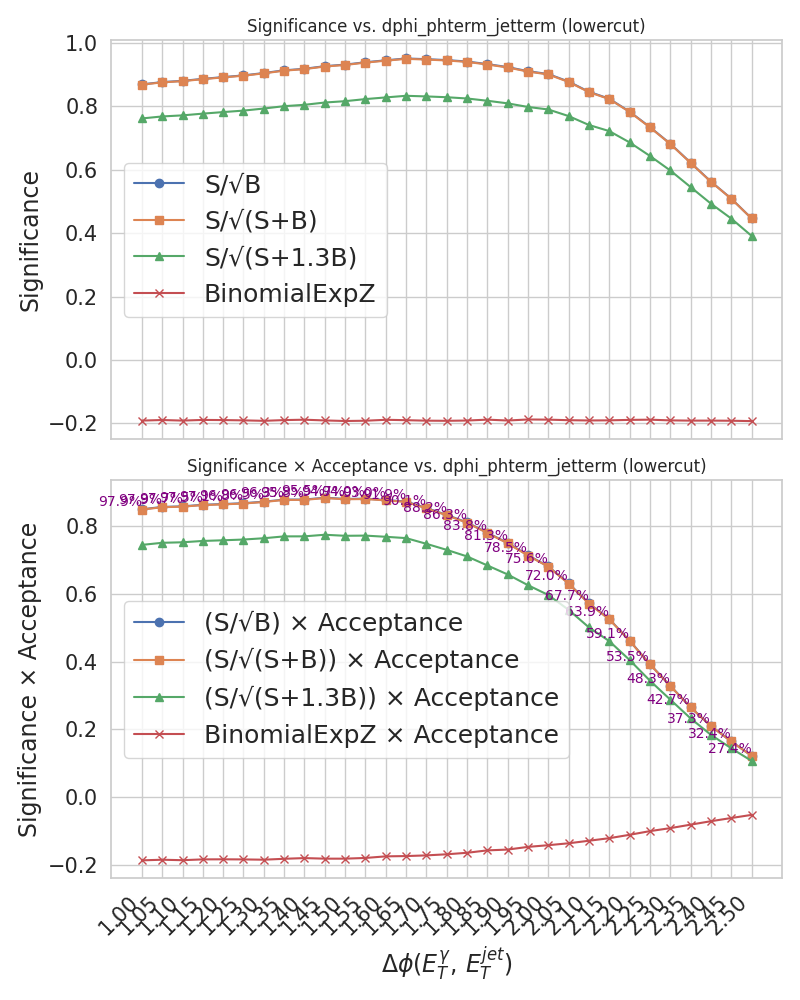 Significance vs. dphi_phterm_jetterm (lowercut)
1.0
0.8
0.6
0.4
0.2
0.0
−0.2
Significance
S/√B
S/√(S+B)
S/√(S+1.3B)
BinomialExpZ
Significance × Acceptance vs. dphi_phterm_jetterm (lowercut)
0.8
0.6
0.4
0.2
0.0
−0.2
Significance × Acceptance
97.9%
90.1%
88.2%
86.3%
83.8%
81.3%
78.5%
75.6%
72.0%
67.7%
63.9%
59.1%
53.5%
48.3%
42.7%
37.3%
32.4%
27.4%
(S/√B) × Acceptance
(S/√(S+B)) × Acceptance
(S/√(S+1.3B)) × Acceptance
BinomialExpZ × Acceptance
1.00 1.05 1.10 1.15 1.20 1.25 1.30 1.35 1.40 1.45 1.50 1.55 1.60 1.65 1.70 1.75 1.80 1.85 1.90 1.95 2.00 2.05 2.10 2.15 2.20 2.25 2.30 2.35 2.40 2.45 2.50
Δϕ(E_T^γ, E_T^jet)